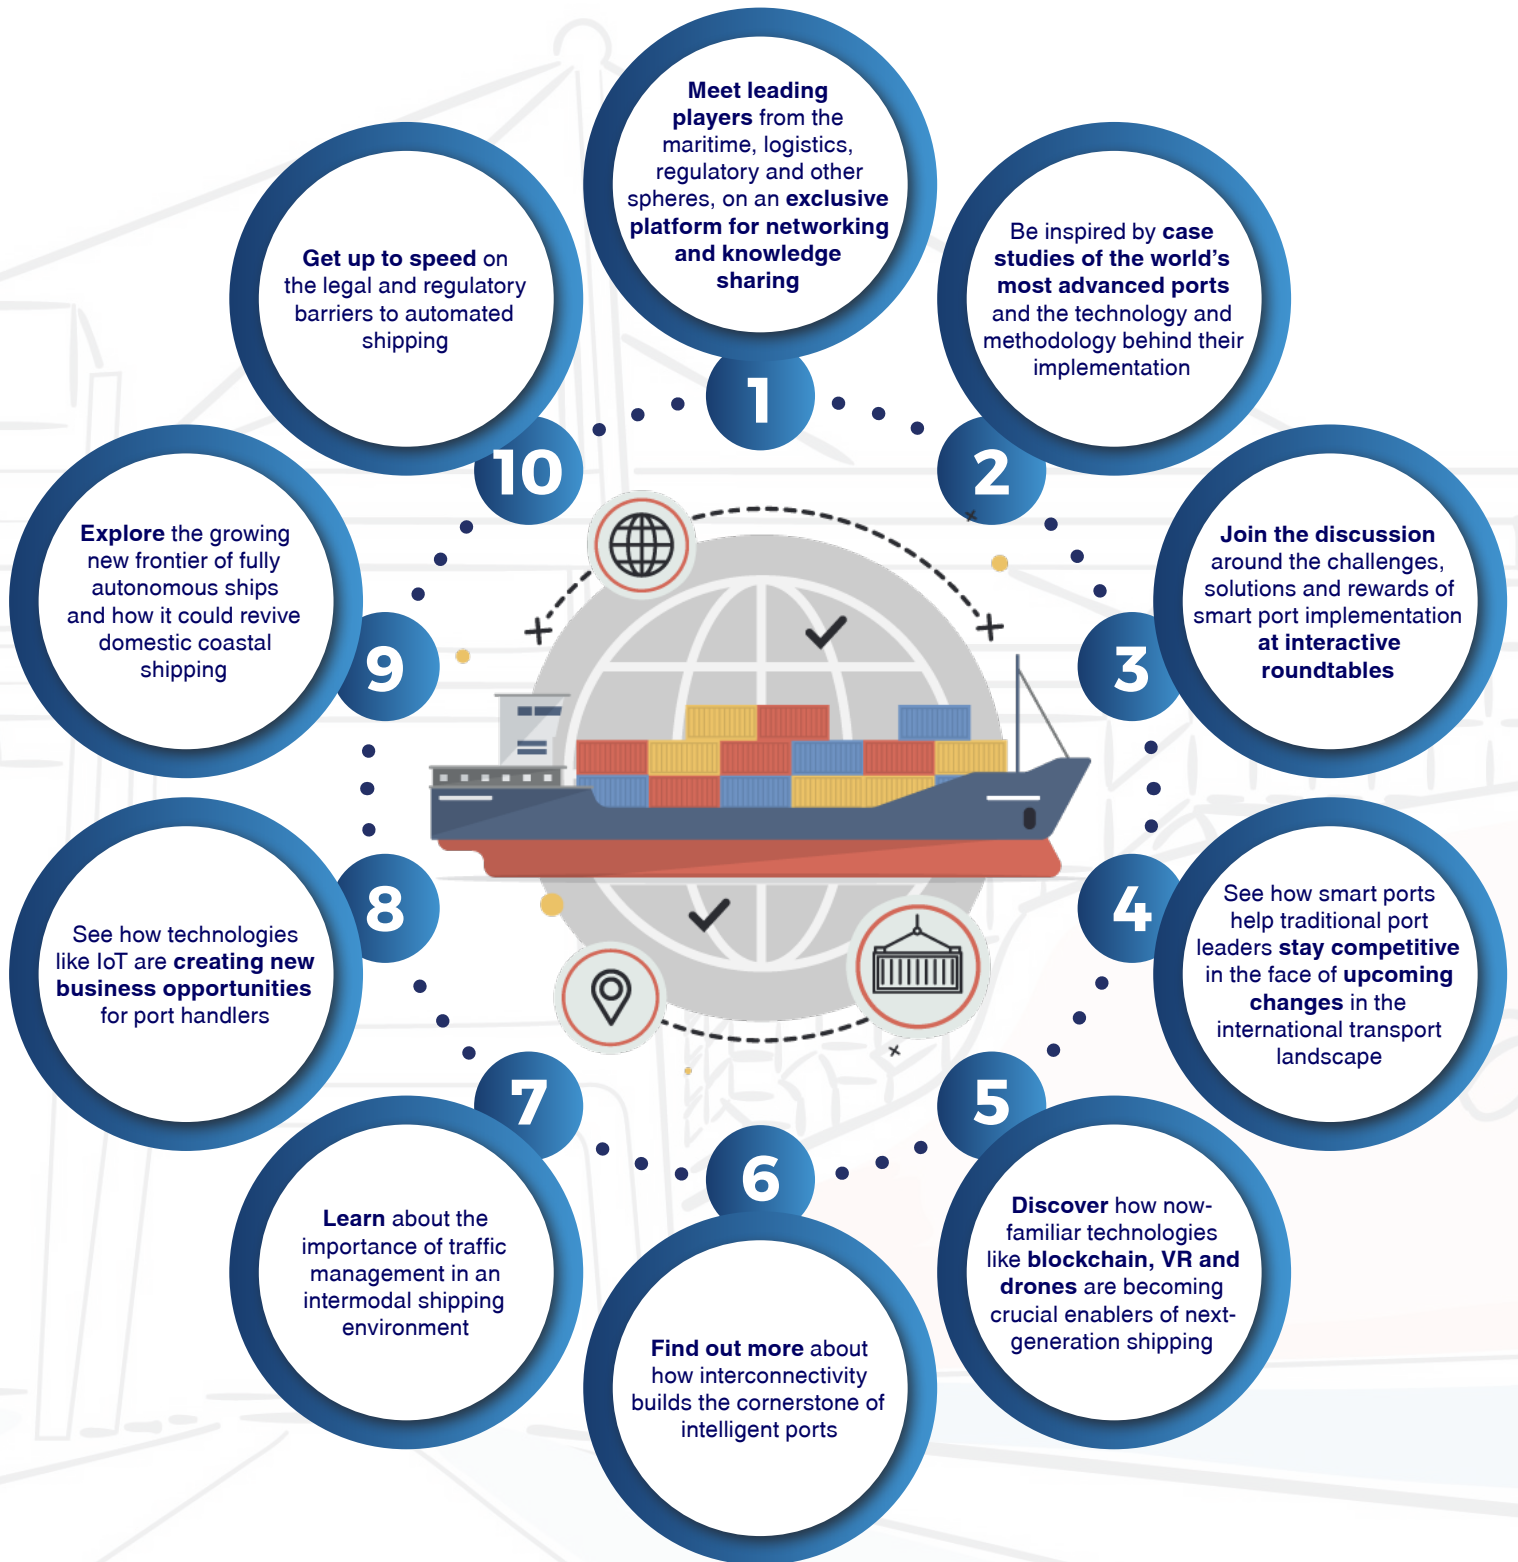 Meet leading
players from the
maritime, logistics,
regulatory and other
spheres, on an exclusive
platform for networking
and knowledge
sharing
1
Be inspired by case
studies of the world's
most advanced ports
and the technology and
methodology behind their
implementation
2
Join the discussion
around the challenges,
solutions and rewards of
smart port implementation
at interactive
roundtables
3
See how smart ports
help traditional port
leaders stay competitive
in the face of upcoming
changes in the
international transport
landscape
4
Discover how now-
familiar technologies
like blockchain, VR and
drones are becoming
crucial enablers of next-
generation shipping
5
Find out more about
how interconnectivity
builds the cornerstone of
intelligent ports
6
Learn about the
importance of traffic
management in an
intermodal shipping
environment
7
See how technologies
like IoT are creating new
business opportunities
for port handlers
8
Explore the growing
new frontier of fully
autonomous ships
and how it could revive
domestic coastal
shipping
9
Get up to speed on
the legal and regulatory
barriers to automated
shipping
10